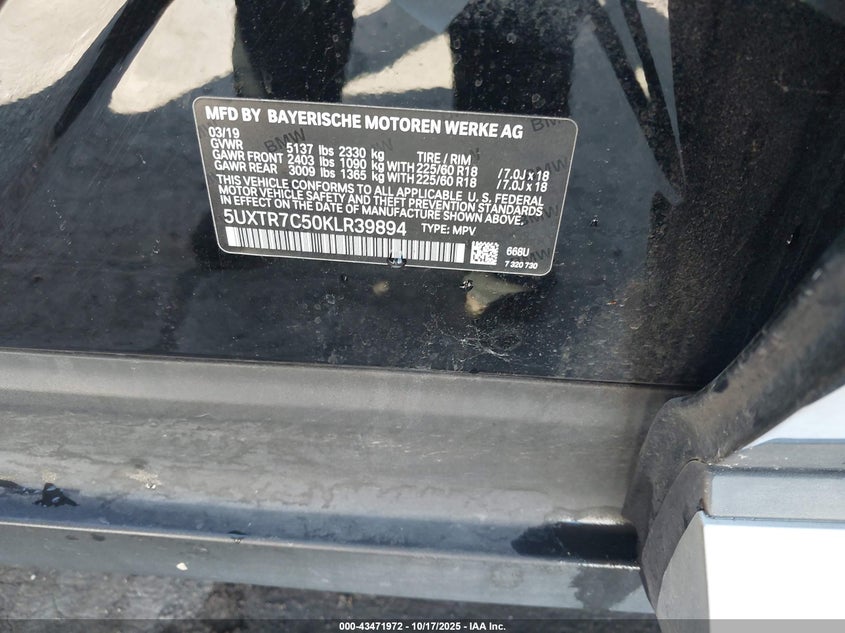 MFD BY BAYERISCHE MOTOREN WERKE AG
03/19
GVWR 5137 lbs 2330 kg TIRE / RIM
GAWR FRONT 2403 lbs 1090 kg WITH 225/60 R18 / 7.0J x 18
GAWR REAR 3009 lbs 1365 kg WITH 225/60 R18 / 7.0J x 18
THIS VEHICLE CONFORMS TO ALL APPLICABLE U. S. FEDERAL
MOTOR VEHICLE SAFETY AND THEFT PREVENTION STANDARDS
IN EFFECT ON THE DATE OF MANUFACTURE SHOWN ABOVE.
5UXTR7C50KLR39894 TYPE: MPV
668U
7 320 730
000-43471972 - 10/17/2025 - IAA Inc.